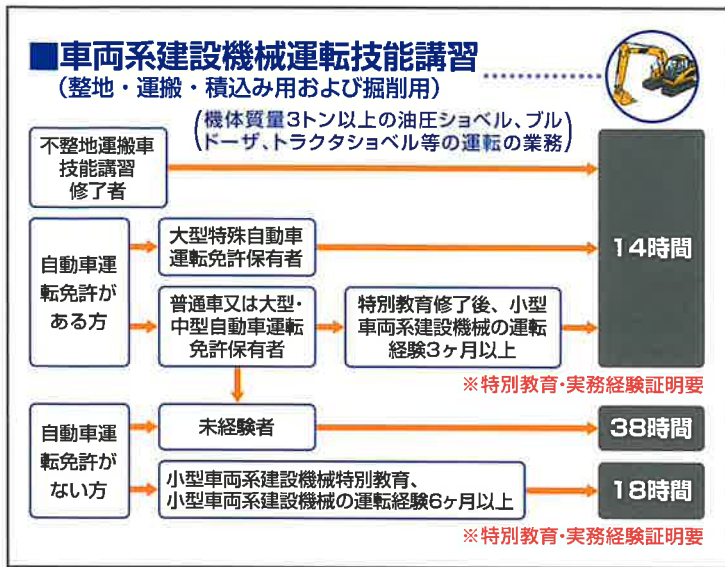 ■車両系建設機械運転技能講習
(整地・運搬・積込み用および掘削用)
(機体質量3トン以上の油圧ショベル、ブル
ドーザ、トラクタショベル等の運転の業務)
不整地運搬車
技能講習
修了者
自動車運
転免許が
ある方
大型特殊自動車
運転免許保有者
普通車又は大型・
中型自動車運転
免許保有者
特別教育修了後、小型
車両系建設機械の運転
経験3ヶ月以上
14時間
※特別教育・実務経験証明要
自動車運
転免許が
ない方
未経験者
38時間
小型車両系建設機械特別教育、
小型車両系建設機械の運転経験6ヶ月以上
18時間
※特別教育・実務経験証明要